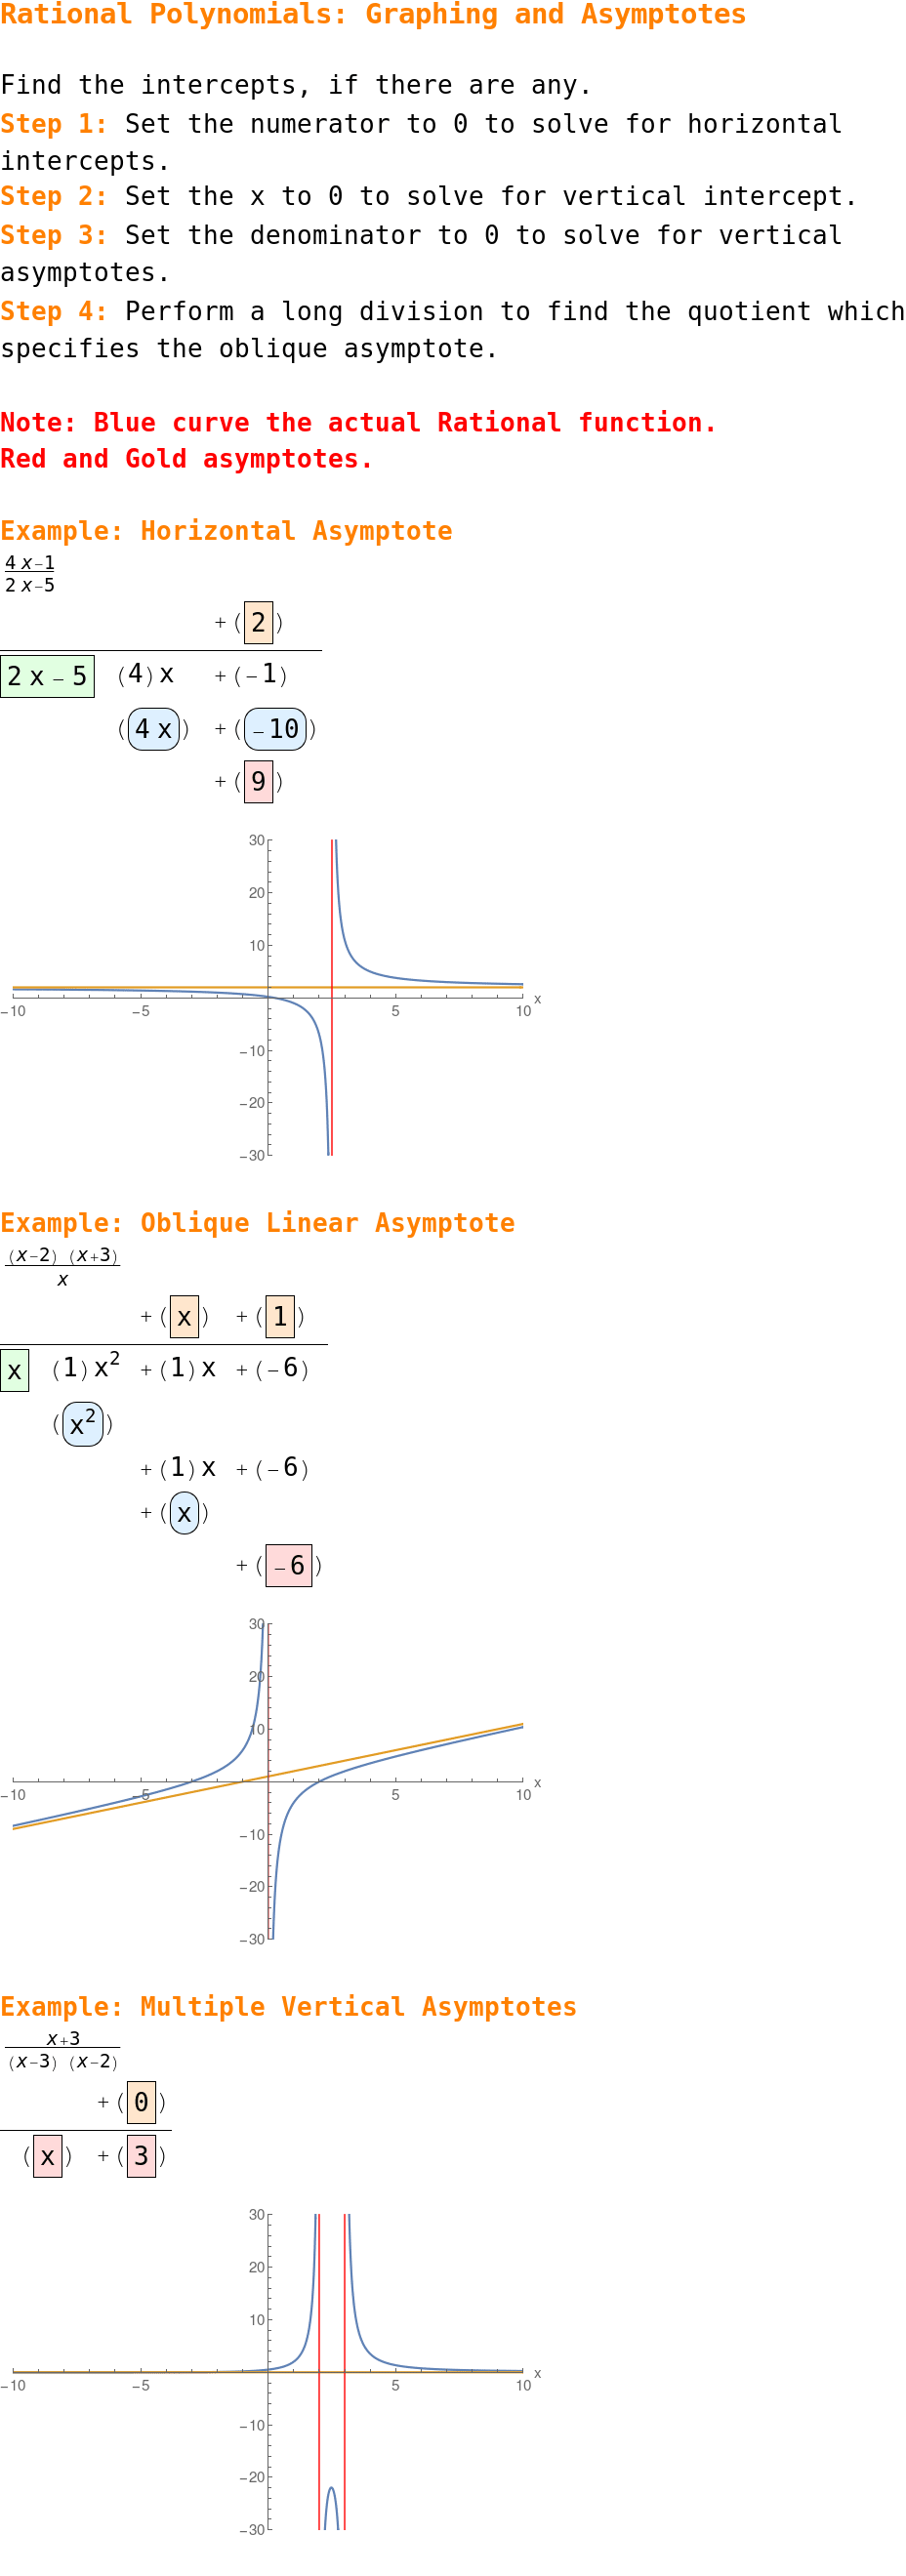 Rational Polynomials: Graphing and Asymptotes
Find the intercepts, if there are any.
Step 1: Set the numerator to 0 to solve for horizontal
intercepts.
Step 2: Set the x to 0 to solve for vertical intercept.
Step 3: Set the denominator to 0 to solve for vertical
asymptotes.
Step 4: Perform a long division to find the quotient which
specifies the oblique asymptote.
Note: Blue curve the actual Rational function.
Red and Gold asymptotes.
Example: Horizontal Asymptote
4 x−1
2 x−5
+ (2)
2 x − 5 (4) x + (−1)
(4 x) + (−10)
+ (9)
30
20
10
−10 −5 5 10 x
−10
−20
−30
Example: Oblique Linear Asymptote
(x−2) (x+3)
x
+ (x) + (1)
x (1) x² + (1) x + (−6)
(x²)
+ (1) x + (−6)
+ (x)
+ (−6)
30
20
10
−10 −5 5 10 x
−10
−20
−30
Example: Multiple Vertical Asymptotes
x+3
(x−3) (x−2)
+ (0)
(x) + (3)
30
20
10
−10 −5 5 10 x
−10
−20
−30